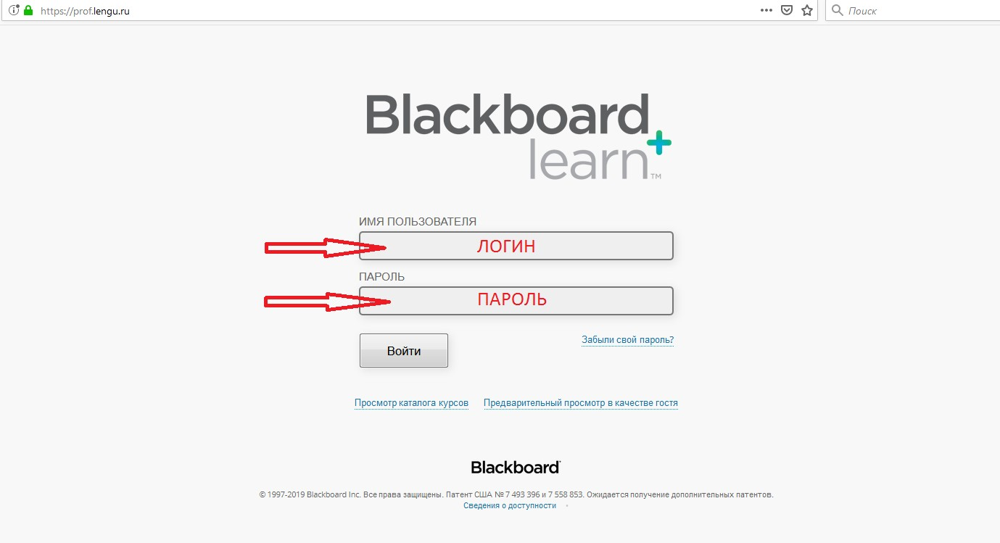 https://prof.lengu.ru
Поиск
Blackboard
learn+™
ИМЯ ПОЛЬЗОВАТЕЛЯ
ЛОГИН
ПАРОЛЬ
ПАРОЛЬ
Войти
Забыли свой пароль?
Просмотр каталога курсов Предварительный просмотр в качестве гостя
Blackboard
© 1997-2019 Blackboard Inc. Все права защищены. Патент США № 7 493 396 и 7 558 853. Ожидается получение дополнительных патентов.
Сведения о доступности